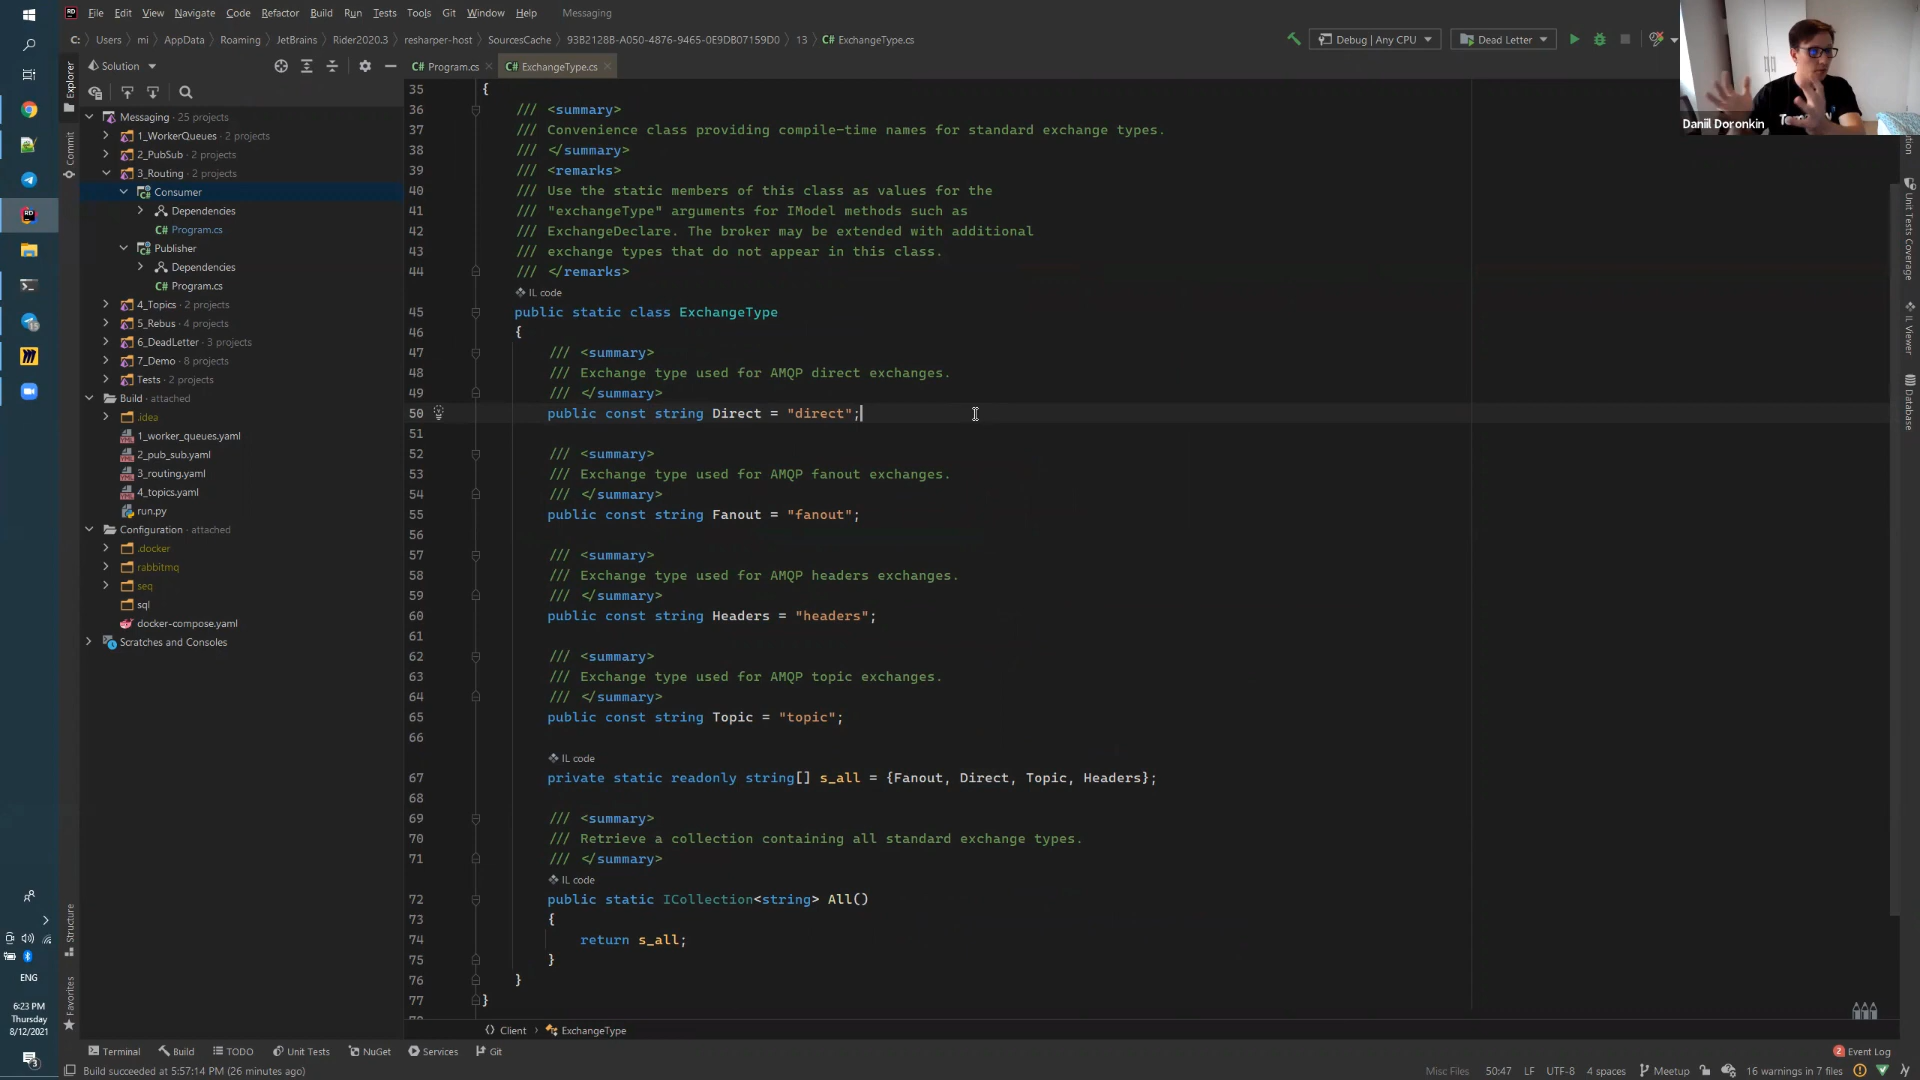 File Edit View Navigate Code Refactor Build Run Tests Tools Git Window Help Messaging
C: Users mi AppData Roaming JetBrains Rider2020.3 resharper-host SourcesCache 93B2128B-A050-4876-9465-0E9DB07159D0 13 ExchangeType.cs
Debug | Any CPU
Dead Letter
Daniil Doronkin
Solution
Program.cs
ExchangeType.cs
Explorer
Commit
Structure
Favorites
Messaging · 25 projects
1_WorkerQueues · 2 projects
2_PubSub · 2 projects
3_Routing · 2 projects
Consumer
Dependencies
C# Program.cs
Publisher
Dependencies
C# Program.cs
4_Topics · 2 projects
5_Rebus · 4 projects
6_DeadLetter · 3 projects
7_Demo · 8 projects
Tests · 2 projects
Build · attached
.idea
1_worker_queues.yaml
2_pub_sub.yaml
3_routing.yaml
4_topics.yaml
run.py
Configuration · attached
.docker
rabbitmq
seq
sql
docker-compose.yaml
Scratches and Consoles
35 {
36 /// <summary>
37 /// Convenience class providing compile-time names for standard exchange types.
38 /// </summary>
39 /// <remarks>
40 /// Use the static members of this class as values for the
41 /// "exchangeType" arguments for IModel methods such as
42 /// ExchangeDeclare. The broker may be extended with additional
43 /// exchange types that do not appear in this class.
44 /// </remarks>
IL code
45 public static class ExchangeType
46 {
47 /// <summary>
48 /// Exchange type used for AMQP direct exchanges.
49 /// </summary>
50 public const string Direct = "direct";
51
52 /// <summary>
53 /// Exchange type used for AMQP fanout exchanges.
54 /// </summary>
55 public const string Fanout = "fanout";
56
57 /// <summary>
58 /// Exchange type used for AMQP headers exchanges.
59 /// </summary>
60 public const string Headers = "headers";
61
62 /// <summary>
63 /// Exchange type used for AMQP topic exchanges.
64 /// </summary>
65 public const string Topic = "topic";
66
IL code
67 private static readonly string[] s_all = {Fanout, Direct, Topic, Headers};
68
69 /// <summary>
70 /// Retrieve a collection containing all standard exchange types.
71 /// </summary>
IL code
72 public static ICollection<string> All()
73 {
74 return s_all;
75 }
76 }
77 }
Unit Tests Coverage
IL Viewer
Database
Client ExchangeType
Terminal Build TODO Unit Tests NuGet Services Git
2 Event Log
Build succeeded at 5:57:14 PM (26 minutes ago)
Misc Files 50:47 LF UTF-8 4 spaces Meetup 16 warnings in 7 files
ENG
6:23 PM
Thursday
8/12/2021